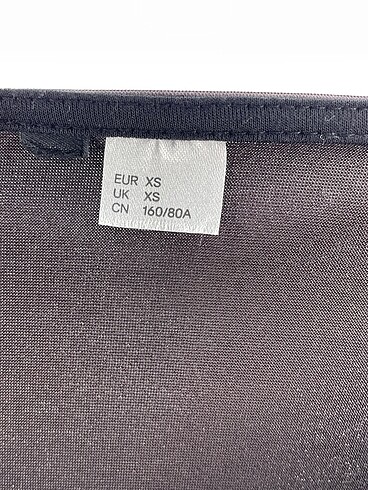 EUR XS
UK XS
CN 160/80A